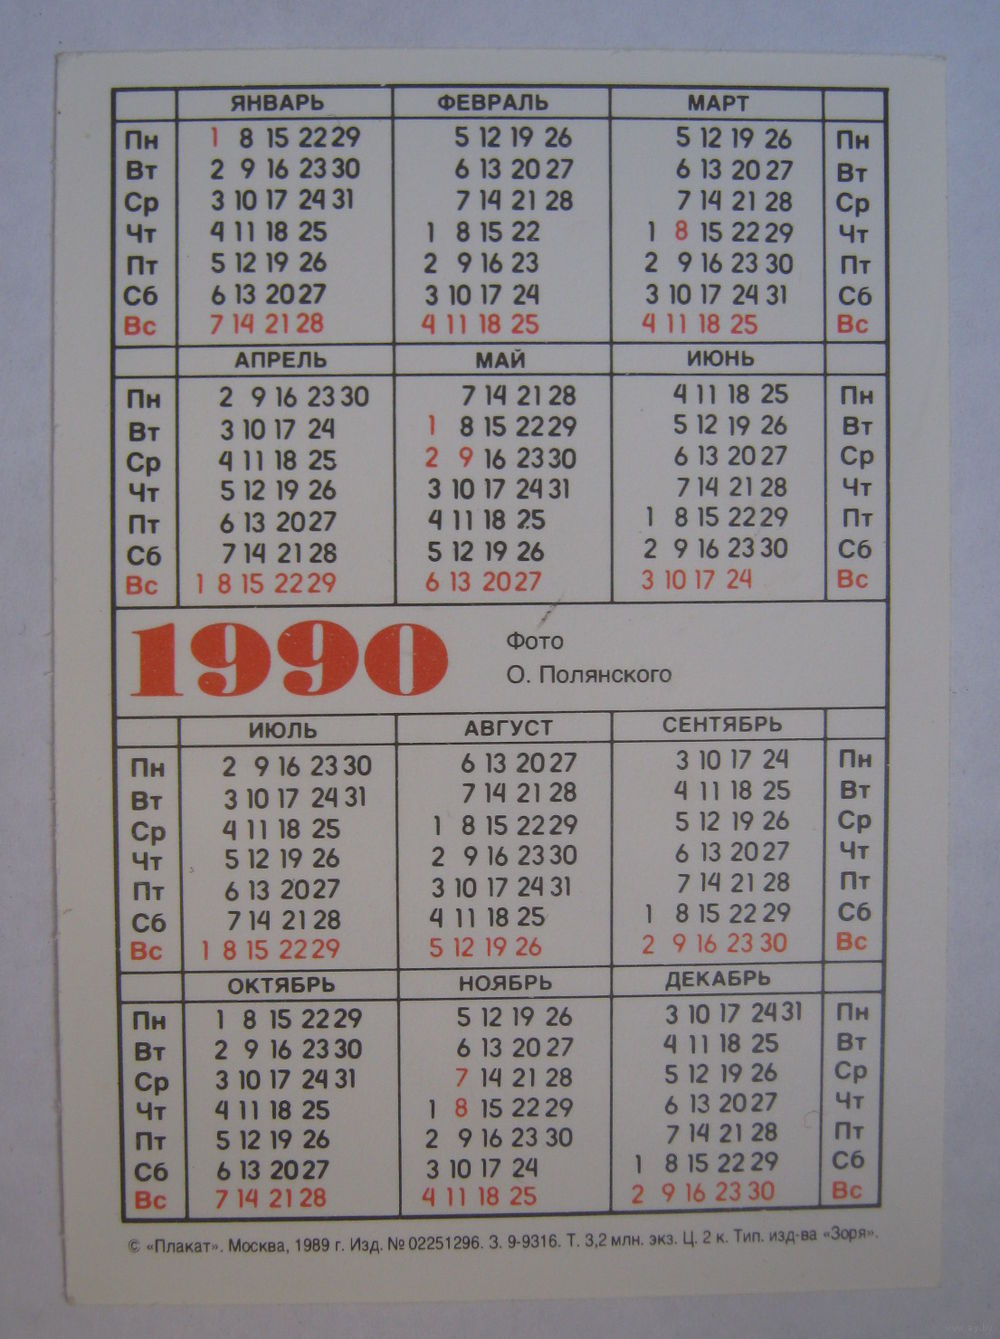 ЯНВАРЬ ФЕВРАЛЬ МАРТ
Пн 1 8 15 22 29 5 12 19 26 5 12 19 26 Пн
Вт 2 9 16 23 30 6 13 20 27 6 13 20 27 Вт
Ср 3 10 17 24 31 7 14 21 28 7 14 21 28 Ср
Чт 4 11 18 25 1 8 15 22 1 8 15 22 29 Чт
Пт 5 12 19 26 2 9 16 23 2 9 16 23 30 Пт
Сб 6 13 20 27 3 10 17 24 3 10 17 24 31 Сб
Вс 7 14 21 28 4 11 18 25 4 11 18 25 Вс
АПРЕЛЬ МАЙ ИЮНЬ
Пн 2 9 16 23 30 7 14 21 28 4 11 18 25 Пн
Вт 3 10 17 24 1 8 15 22 29 5 12 19 26 Вт
Ср 4 11 18 25 2 9 16 23 30 6 13 20 27 Ср
Чт 5 12 19 26 3 10 17 24 31 7 14 21 28 Чт
Пт 6 13 20 27 4 11 18 25 1 8 15 22 29 Пт
Сб 7 14 21 28 5 12 19 26 2 9 16 23 30 Сб
Вс 1 8 15 22 29 6 13 20 27 3 10 17 24 Вс
1990
Фото
О. Полянского
ИЮЛЬ АВГУСТ СЕНТЯБРЬ
Пн 2 9 16 23 30 6 13 20 27 3 10 17 24 Пн
Вт 3 10 17 24 31 7 14 21 28 4 11 18 25 Вт
Ср 4 11 18 25 1 8 15 22 29 5 12 19 26 Ср
Чт 5 12 19 26 2 9 16 23 30 6 13 20 27 Чт
Пт 6 13 20 27 3 10 17 24 31 7 14 21 28 Пт
Сб 7 14 21 28 4 11 18 25 1 8 15 22 29 Сб
Вс 1 8 15 22 29 5 12 19 26 2 9 16 23 30 Вс
ОКТЯБРЬ НОЯБРЬ ДЕКАБРЬ
Пн 1 8 15 22 29 5 12 19 26 3 10 17 24 31 Пн
Вт 2 9 16 23 30 6 13 20 27 4 11 18 25 Вт
Ср 3 10 17 24 31 7 14 21 28 5 12 19 26 Ср
Чт 4 11 18 25 1 8 15 22 29 6 13 20 27 Чт
Пт 5 12 19 26 2 9 16 23 30 7 14 21 28 Пт
Сб 6 13 20 27 3 10 17 24 1 8 15 22 29 Сб
Вс 7 14 21 28 4 11 18 25 2 9 16 23 30 Вс
© «Плакат». Москва, 1989 г. Изд. № 02251296. З. 9-9316. Т. 3,2 млн. экз. Ц. 2 к. Тип. изд-ва «Зоря».